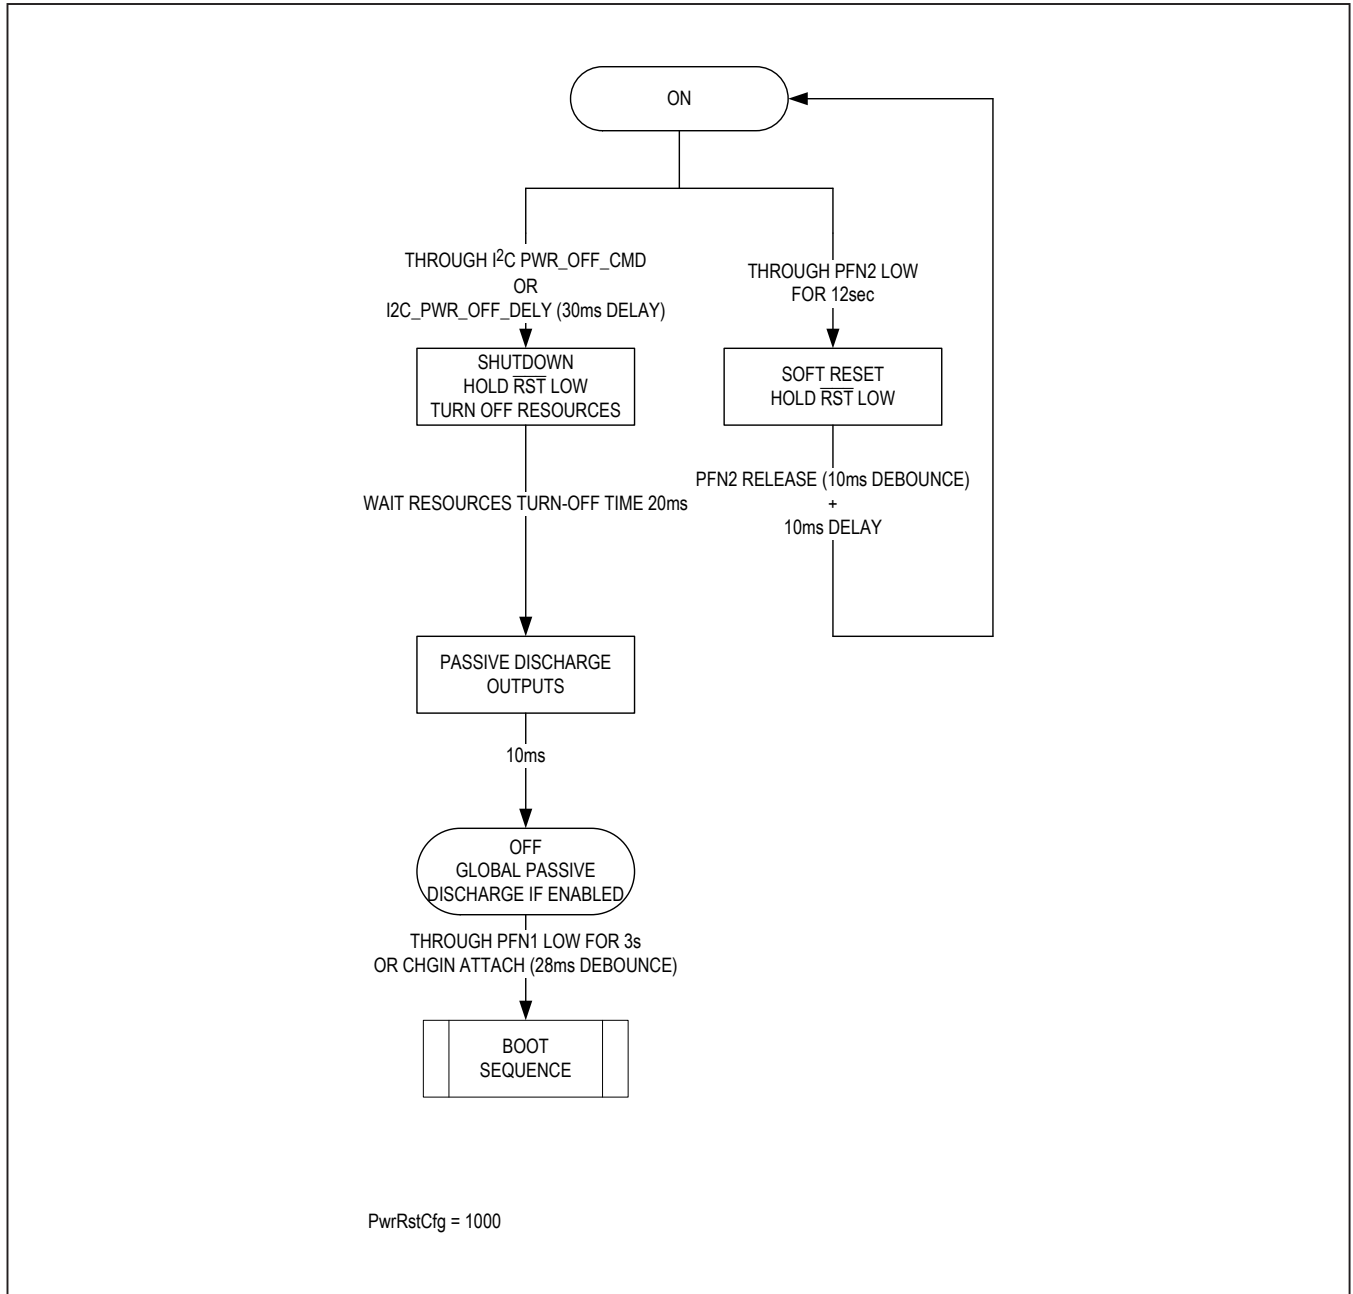 ON
THROUGH I²C PWR_OFF_CMD
OR
I2C_PWR_OFF_DELY (30ms DELAY)
THROUGH PFN2 LOW
FOR 12sec
SHUTDOWN
HOLD R̅S̅T̅ LOW
TURN OFF RESOURCES
SOFT RESET
HOLD R̅S̅T̅ LOW
WAIT RESOURCES TURN-OFF TIME 20ms
PFN2 RELEASE (10ms DEBOUNCE)
+
10ms DELAY
PASSIVE DISCHARGE
OUTPUTS
10ms
OFF
GLOBAL PASSIVE
DISCHARGE IF ENABLED
THROUGH PFN1 LOW FOR 3s
OR CHGIN ATTACH (28ms DEBOUNCE)
BOOT
SEQUENCE
PwrRstCfg = 1000